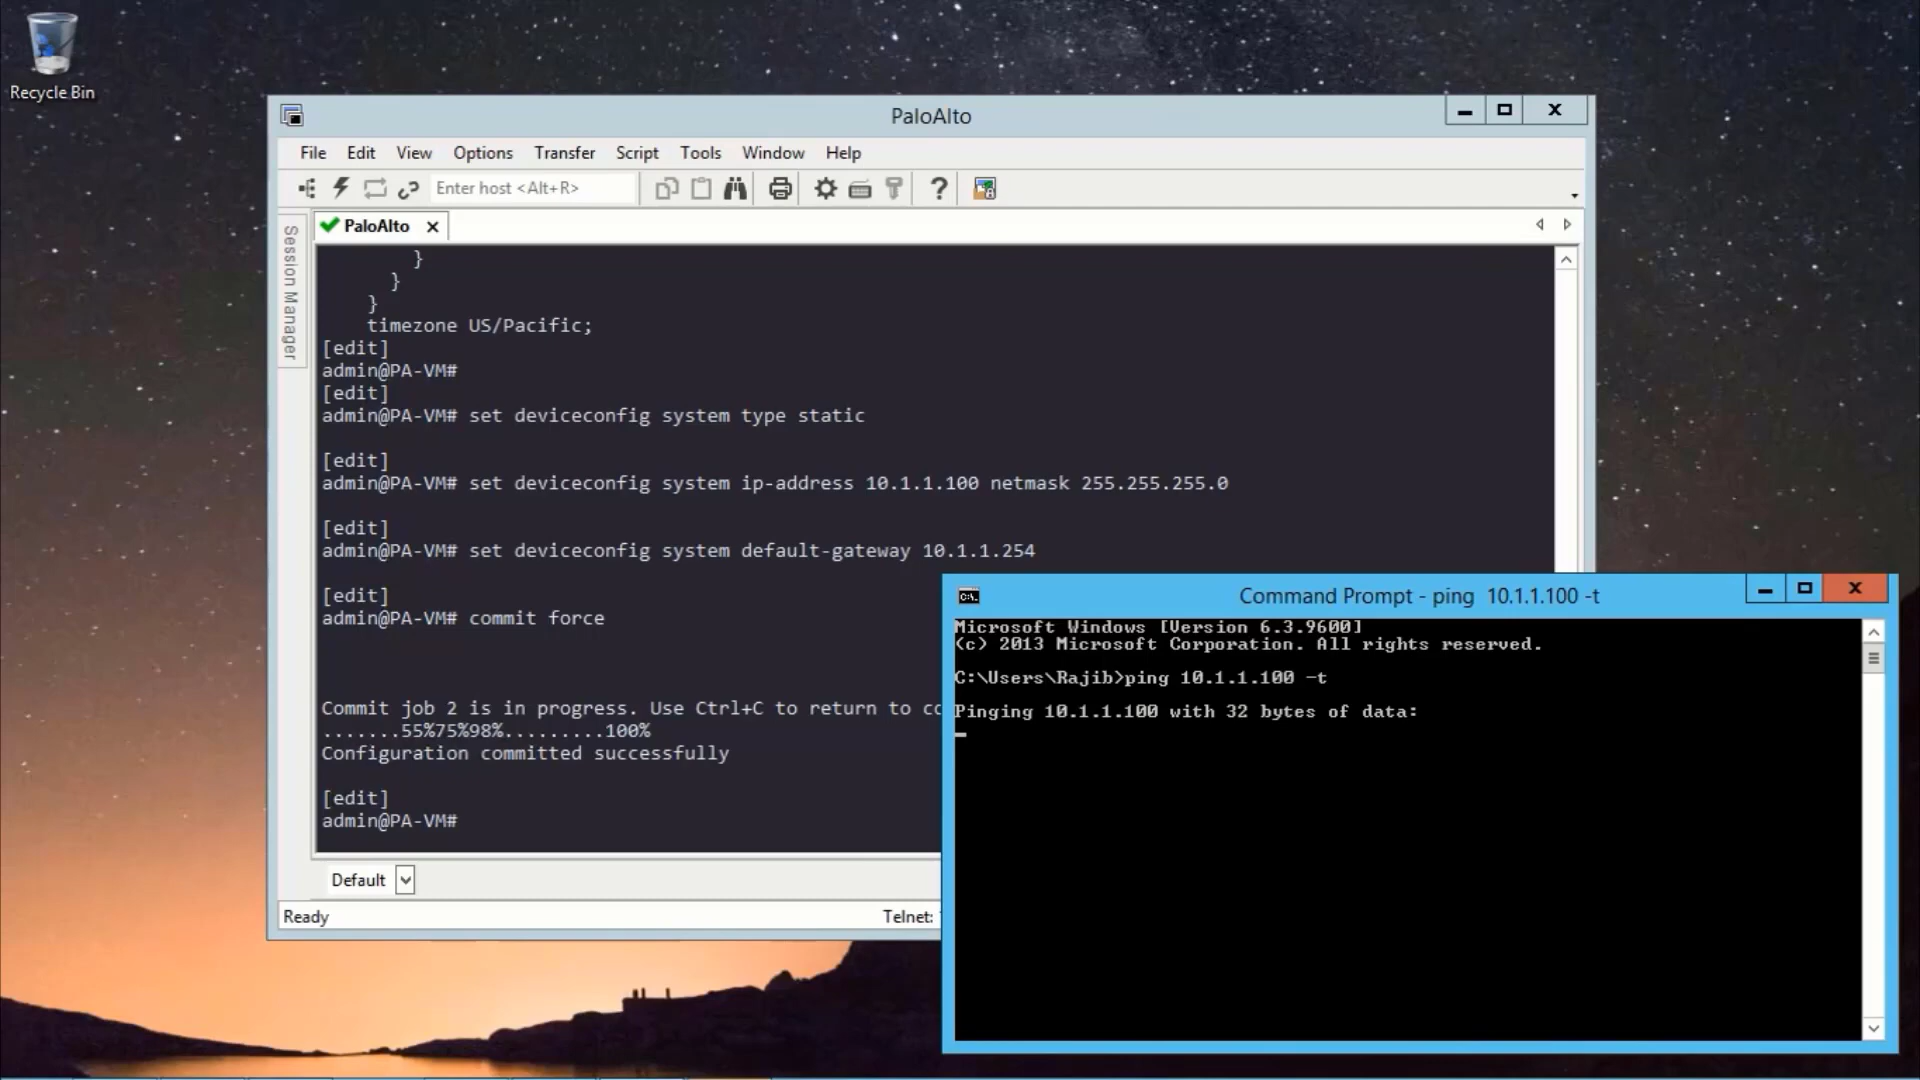 Recycle Bin
PaloAlto
File Edit View Options Transfer Script Tools Window Help
Enter host <Alt+R>
Session Manager
PaloAlto
}
}
}
timezone US/Pacific;
[edit]
admin@PA-VM#
[edit]
admin@PA-VM# set deviceconfig system type static
[edit]
admin@PA-VM# set deviceconfig system ip-address 10.1.1.100 netmask 255.255.255.0
[edit]
admin@PA-VM# set deviceconfig system default-gateway 10.1.1.254
[edit]
admin@PA-VM# commit force
Commit job 2 is in progress. Use Ctrl+C to return to
.......55%75%98%.........100%
Configuration committed successfully
[edit]
admin@PA-VM#
Default
Ready
Telnet:
Command Prompt - ping 10.1.1.100 -t
Microsoft Windows [Version 6.3.9600]
(c) 2013 Microsoft Corporation. All rights reserved.
C:\Users\Rajib>ping 10.1.1.100 -t
Pinging 10.1.1.100 with 32 bytes of data: